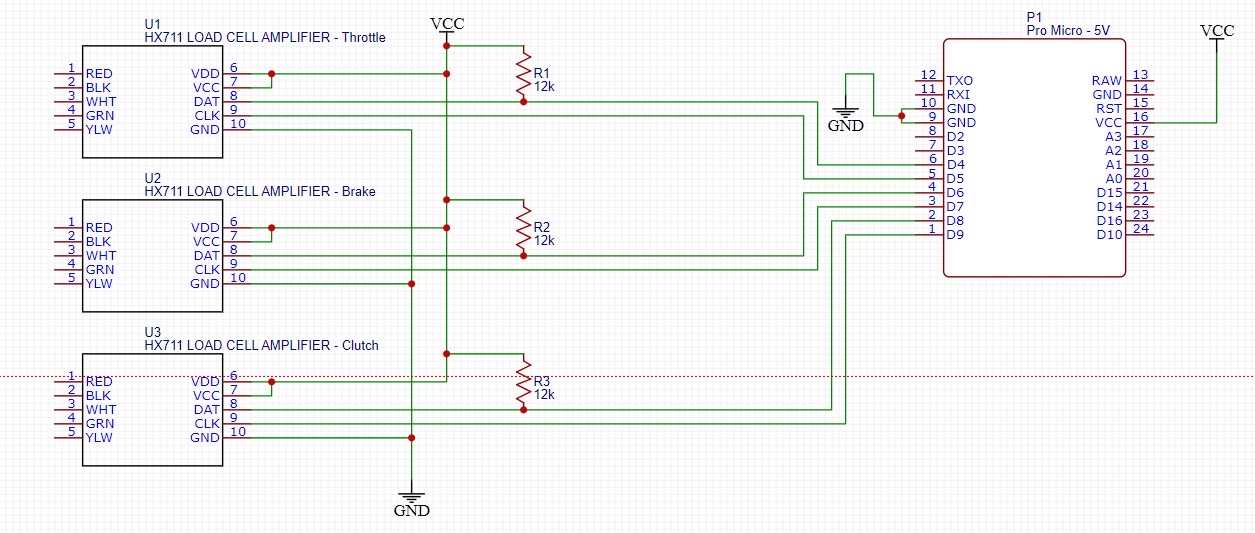 U1
HX711 LOAD CELL AMPLIFIER - Throttle
1 RED VDD 6
2 BLK VCC 7
3 WHT DAT 8
4 GRN CLK 9
5 YLW GND 10
U2
HX711 LOAD CELL AMPLIFIER - Brake
1 RED VDD 6
2 BLK VCC 7
3 WHT DAT 8
4 GRN CLK 9
5 YLW GND 10
U3
HX711 LOAD CELL AMPLIFIER - Clutch
1 RED VDD 6
2 BLK VCC 7
3 WHT DAT 8
4 GRN CLK 9
5 YLW GND 10
VCC
R1
12k
R2
12k
R3
12k
GND
GND
P1
Pro Micro - 5V
12 TXO RAW 13
11 RXI GND 14
10 GND RST 15
9 GND VCC 16
8 D2 A3 17
7 D3 A2 18
6 D4 A1 19
5 D5 A0 20
4 D6 D15 21
3 D7 D14 22
2 D8 D16 23
1 D9 D10 24
VCC